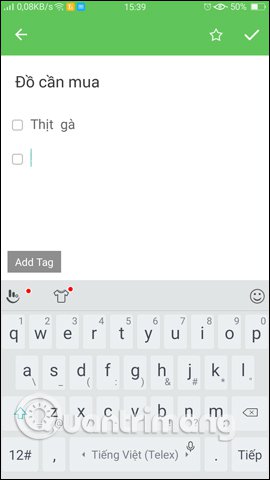 0,08KB/s 15:39 50%
Đồ cần mua
Thịt gà
Add Tag
1 2 3 4 5 6 7 8 9 0
q w e r t y u i o p
a s d f g h j k l
\ _ ( : & # * "
z x c v b n m
Quantrimang
12# , Tiếng Việt (Telex) . Tiếp